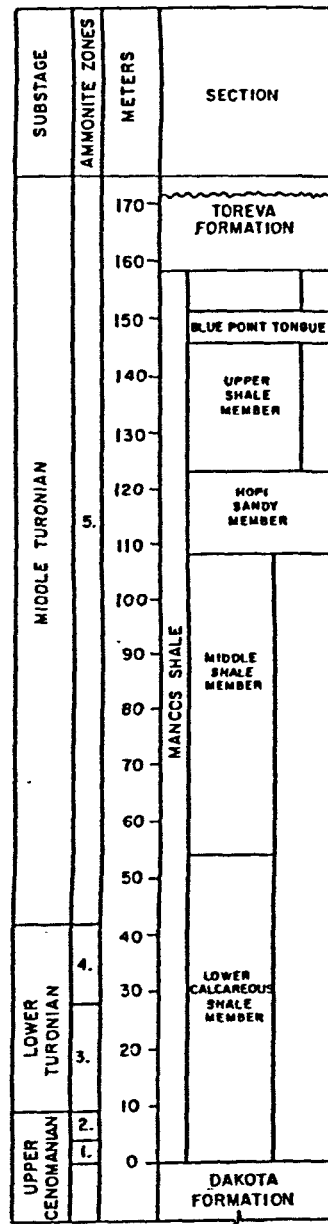 SUBSTAGE
AMMONITE ZONES
METERS
SECTION
170
TOREVA
FORMATION
160
150
BLUE POINT TONGUE
140
UPPER
SHALE
MEMBER
130
120
HOPI
SANDY
MEMBER
110
5.
MIDDLE TURONIAN
100
MIDDLE
SHALE
MEMBER
90
80
70
60
MANCOS SHALE
50
40
4.
30
LOWER
CALCAREOUS
SHALE
MEMBER
LOWER
TURONIAN
3.
20
10
2.
1.
0
UPPER
CENOMANIAN
DAKOTA
FORMATION